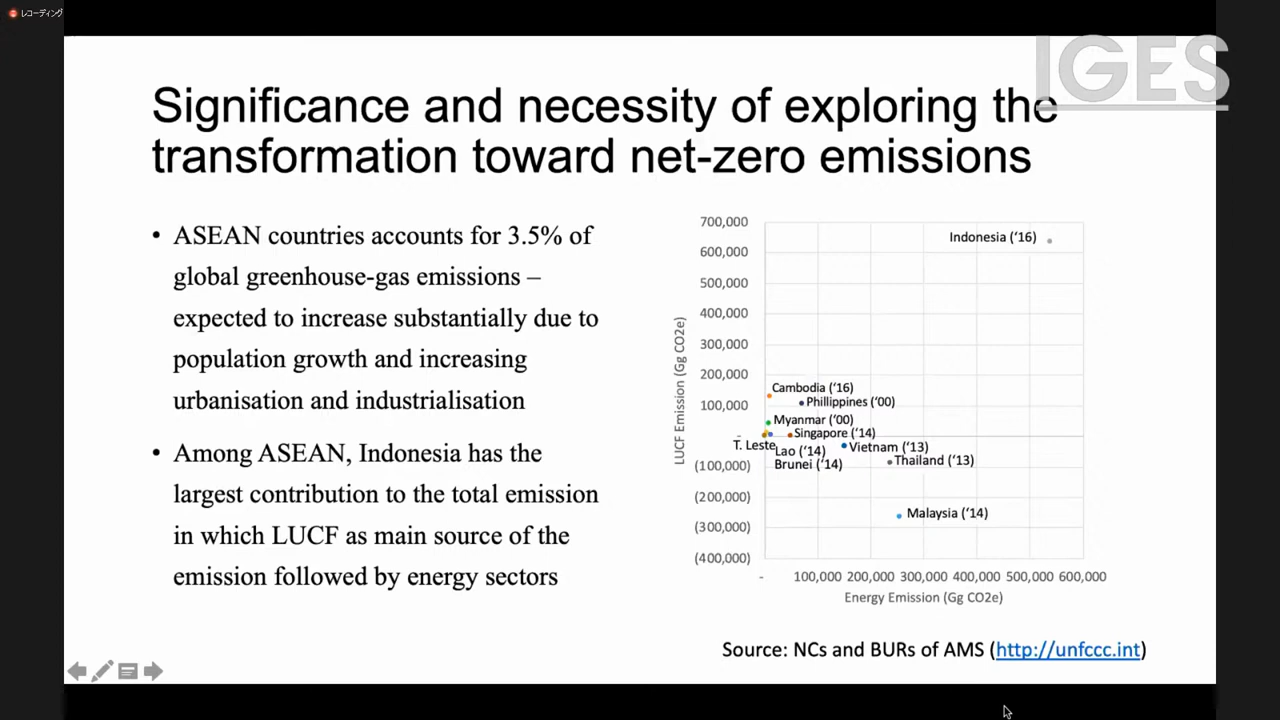 レコーディング
IGES
Significance and necessity of exploring the
transformation toward net-zero emissions
• ASEAN countries accounts for 3.5% of
global greenhouse-gas emissions –
expected to increase substantially due to
population growth and increasing
urbanisation and industrialisation
• Among ASEAN, Indonesia has the
largest contribution to the total emission
in which LUCF as main source of the
emission followed by energy sectors
700,000
600,000
500,000
400,000
300,000
200,000
100,000
-
(100,000)
(200,000)
(300,000)
(400,000)
LUCF Emission (Gg CO2e)
Indonesia (‘16)
Cambodia (‘16)
Phillippines (‘00)
Myanmar (‘00)
Singapore (‘14)
T. Leste
Lao (‘14)
Vietnam (‘13)
Brunei (‘14)
Thailand (‘13)
Malaysia (‘14)
- 100,000 200,000 300,000 400,000 500,000 600,000
Energy Emission (Gg CO2e)
Source: NCs and BURs of AMS (http://unfccc.int)